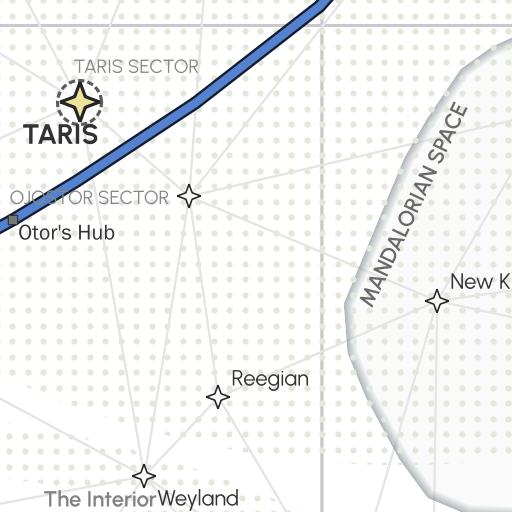 TARIS SECTOR
TARIS
MANDALORIAN SPACE
OJOSTOR SECTOR
Otor's Hub
New K
Reegian
The Interior
Weyland